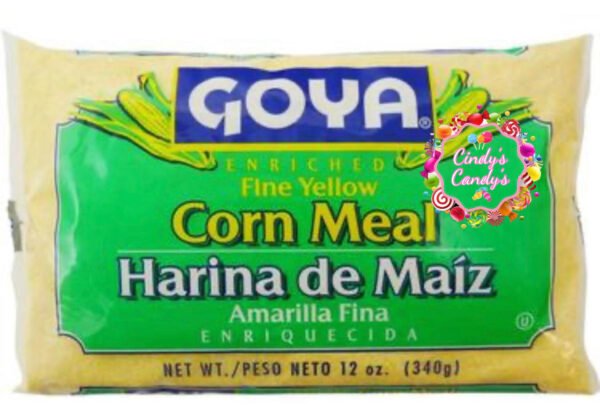 GOYA®
ENRICHED
Fine Yellow
Corn Meal
Harina de Maíz
Amarilla Fina
ENRIQUECIDA
NET WT./PESO NETO 12 oz. (340g)
Cindy's
Candy's
U